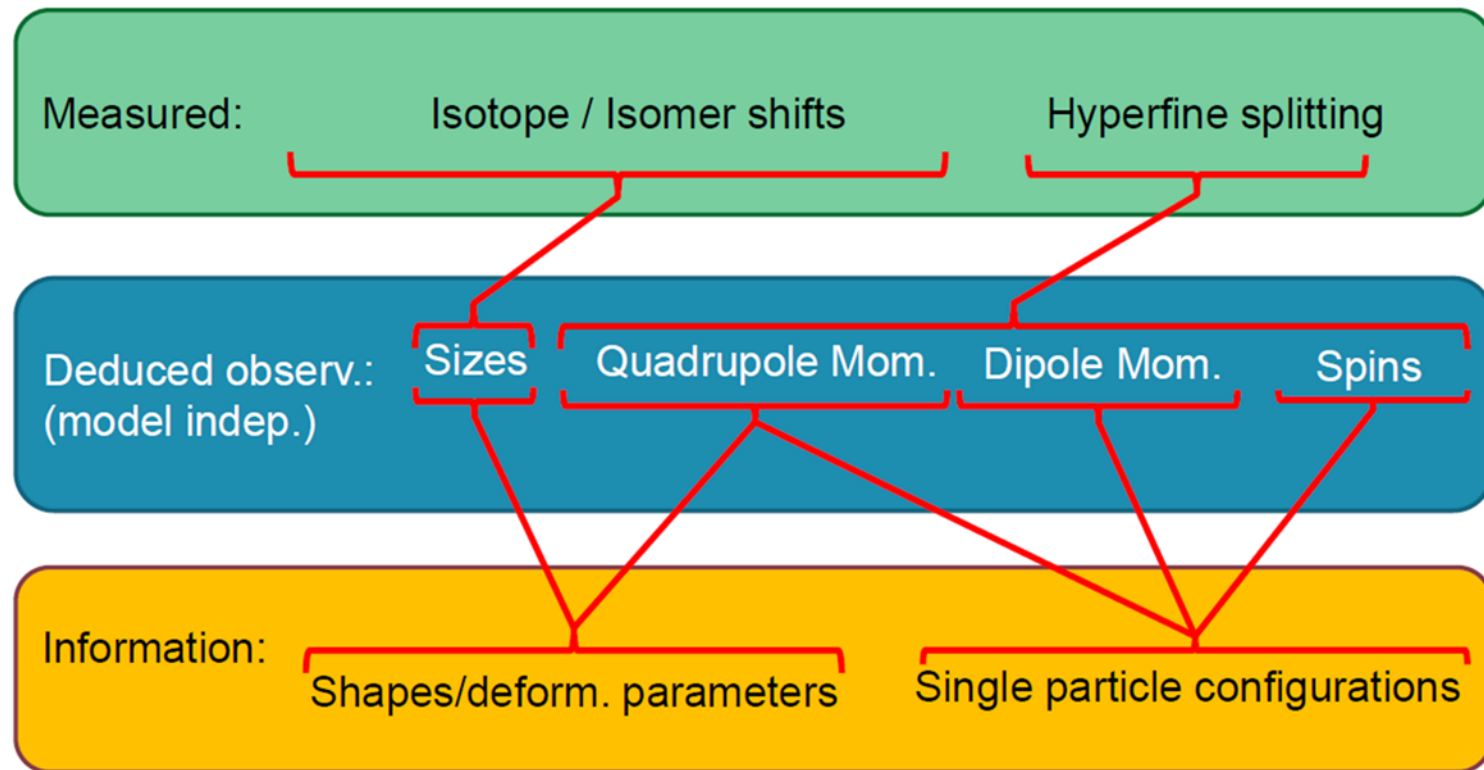 Measured: Isotope / Isomer shifts Hyperfine splitting
Sizes Quadrupole Mom. Dipole Mom. Spins
Deduced observ.:
(model indep.)
Information:
Shapes/deform. parameters Single particle configurations